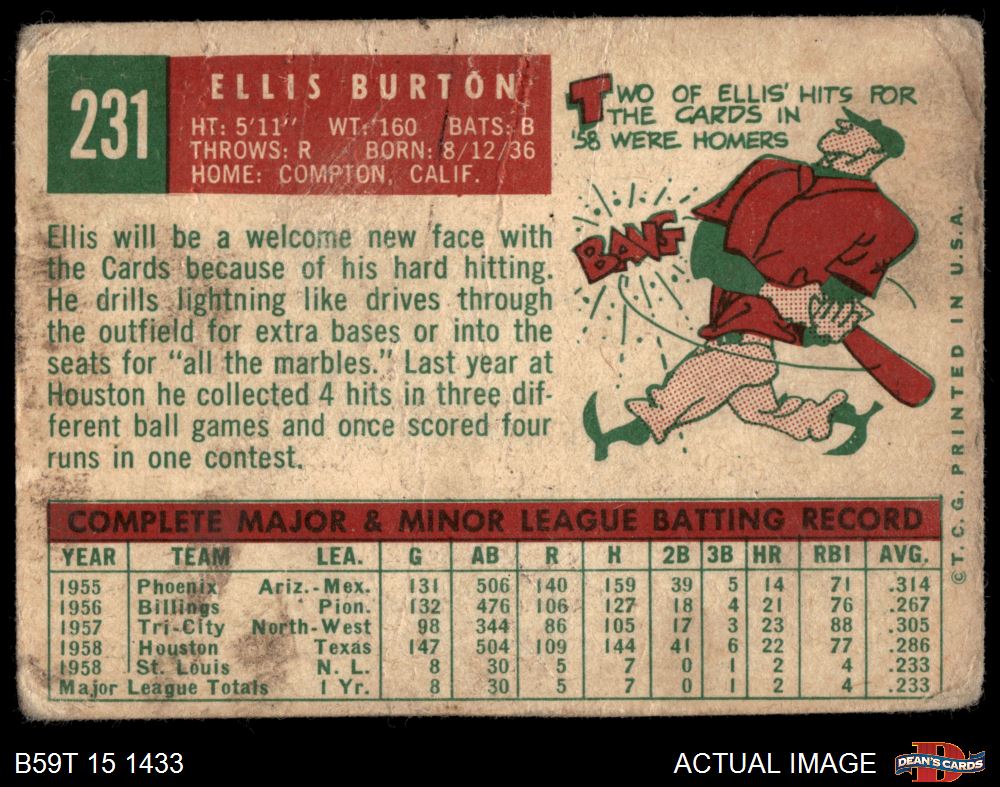 231
ELLIS BURTON
HT: 5'11" WT: 160 BATS: B
THROWS: R BORN: 8/12/36
HOME: COMPTON, CALIF.
TWO OF ELLIS' HITS FOR
THE CARDS IN
'58 WERE HOMERS
BANG
Ellis will be a welcome new face with
the Cards because of his hard hitting.
He drills lightning like drives through
the outfield for extra bases or into the
seats for "all the marbles." Last year at
Houston he collected 4 hits in three dif-
ferent ball games and once scored four
runs in one contest.
© T. C. G. PRINTED IN U.S.A.
COMPLETE MAJOR & MINOR LEAGUE BATTING RECORD
YEAR TEAM LEA. G AB R H 2B 3B HR RBI AVG.
1955 Phoenix Ariz.-Mex. 131 506 140 159 39 5 14 71 .314
1956 Billings Pion. 132 476 106 127 18 4 21 76 .267
1957 Tri-City North-West 98 344 86 105 17 3 23 88 .305
1958 Houston Texas 147 504 109 144 41 6 22 77 .286
1958 St. Louis N. L. 8 30 5 7 0 1 2 4 .233
Major League Totals 1 Yr. 8 30 5 7 0 1 2 4 .233
B59T 15 1433
ACTUAL IMAGE
DEAN'S CARDS